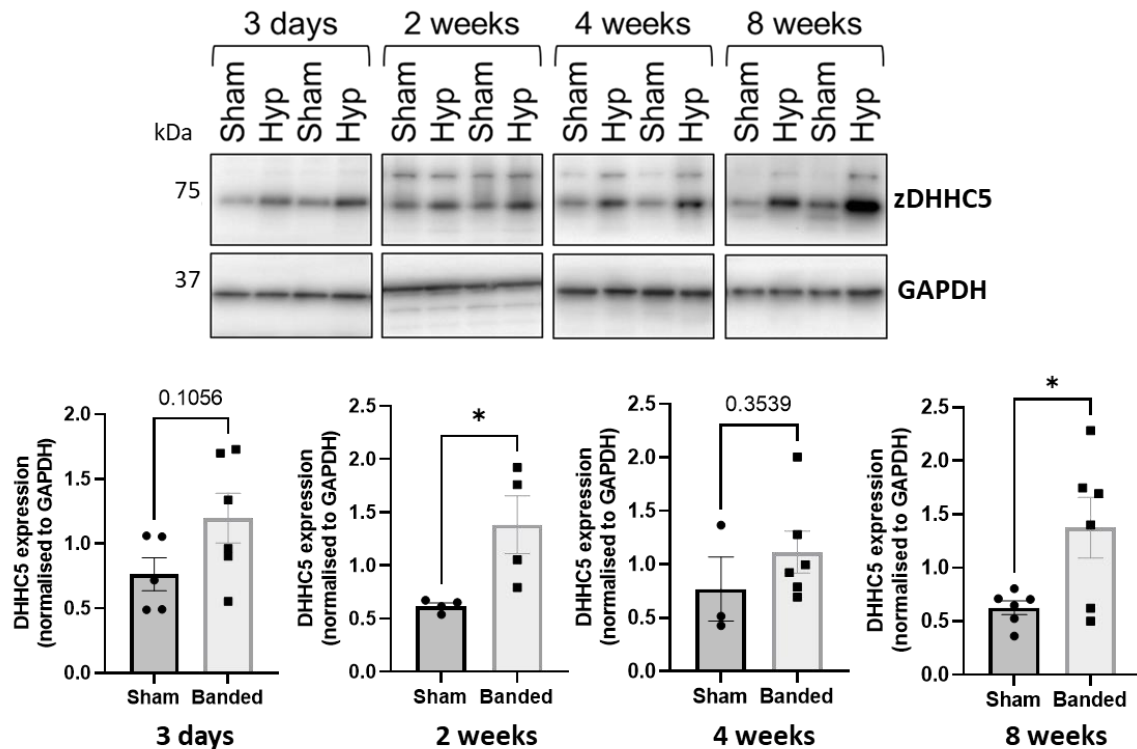 3 days 2 weeks 4 weeks 8 weeks
Sham Hyp Sham Hyp Sham Hyp Sham Hyp Sham Hyp Sham Hyp Sham Hyp Sham Hyp
kDa
75 zDHHC5
37 GAPDH
DHHC5 expression
(normalised to GAPDH)
0.1056
2.0
1.5
1.0
0.5
0.0
Sham Banded
3 days
DHHC5 expression
(normalised to GAPDH)
*
2.5
2.0
1.5
1.0
0.5
0.0
Sham Banded
2 weeks
DHHC5 expression
(normalised to GAPDH)
0.3539
2.5
2.0
1.5
1.0
0.5
0.0
Sham Banded
4 weeks
DHHC5 expression
(normalised to GAPDH)
*
2.5
2.0
1.5
1.0
0.5
0.0
Sham Banded
8 weeks